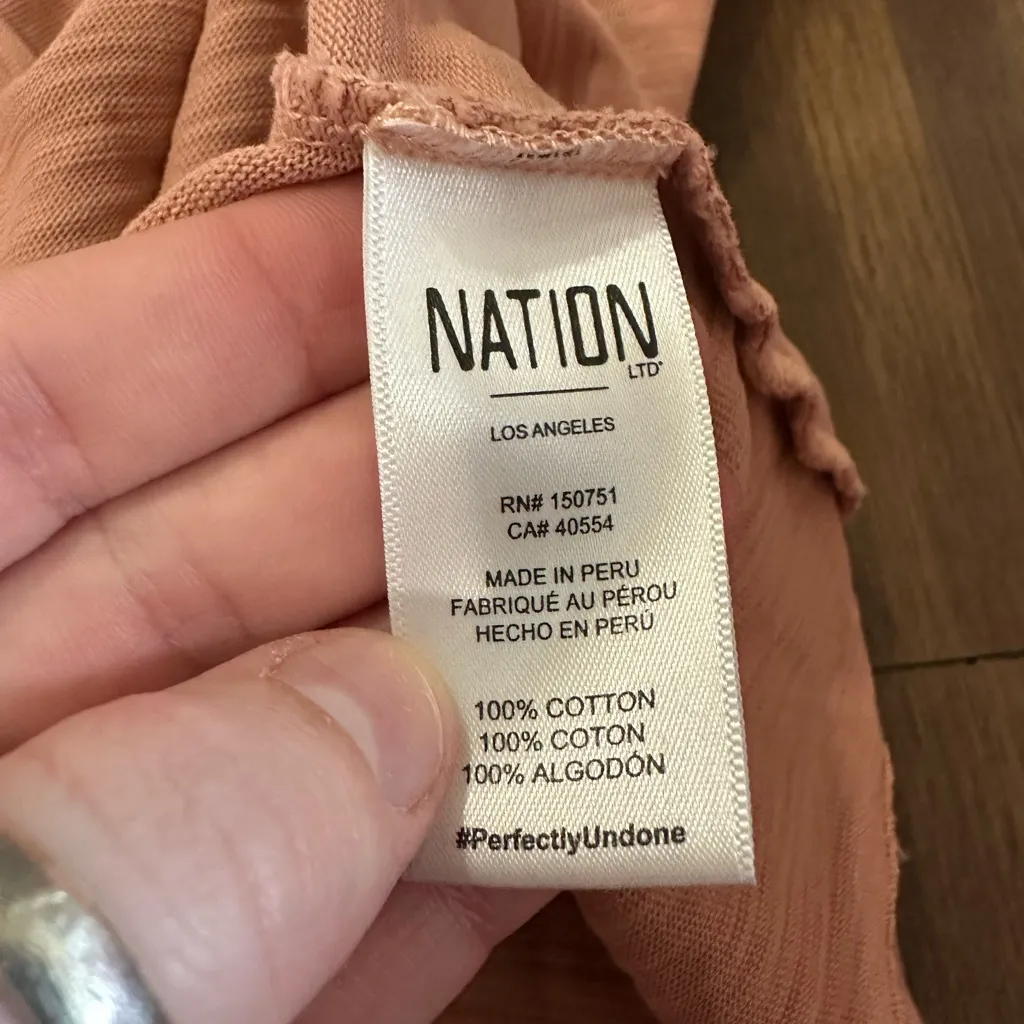 NATION
LTD
LOS ANGELES
RN# 150751
CA# 40554
MADE IN PERU
FABRIQUÉ AU PÉROU
HECHO EN PERÚ
100% COTTON
100% COTON
100% ALGODÓN
#PerfectlyUndone